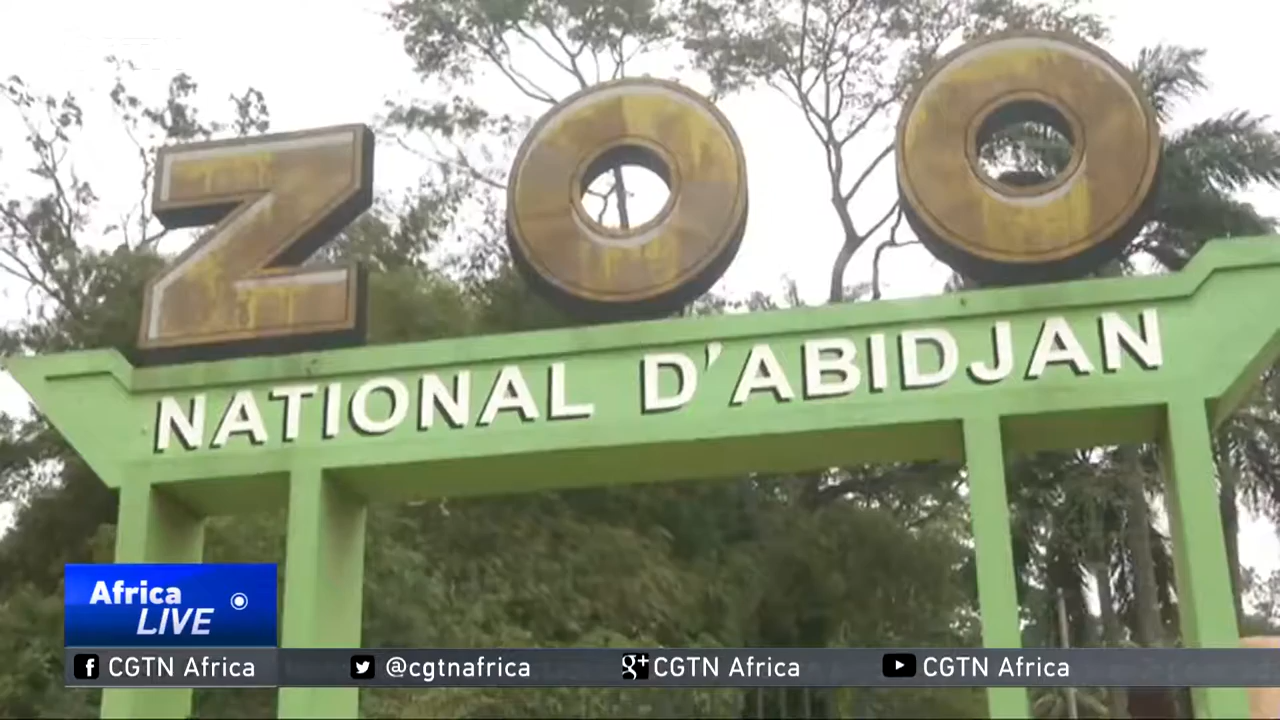 ZOO
NATIONAL D'ABIDJAN
Africa
LIVE
CGTN Africa
@cgtnafrica
g+ CGTN Africa
CGTN Africa